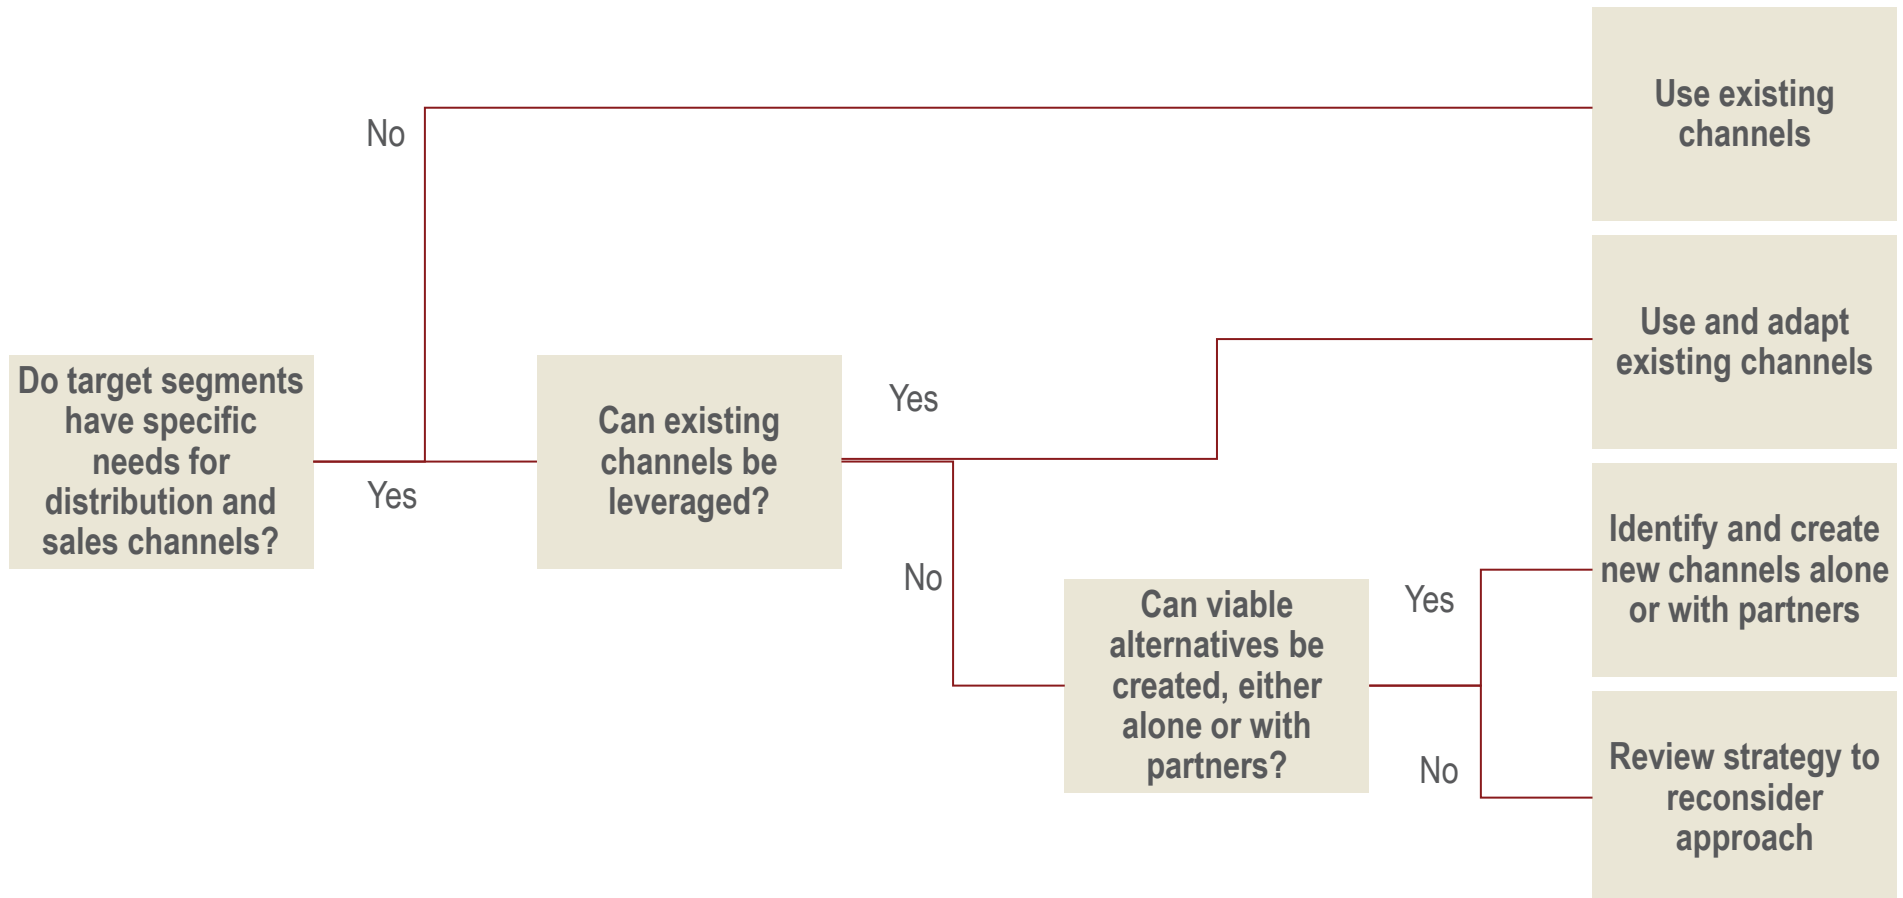 Do target segments
have specific
needs for
distribution and
sales channels?
No
Yes
Can existing
channels be
leveraged?
Yes
No
Can viable
alternatives be
created, either
alone or with
partners?
Yes
No
Use existing
channels
Use and adapt
existing channels
Identify and create
new channels alone
or with partners
Review strategy to
reconsider
approach